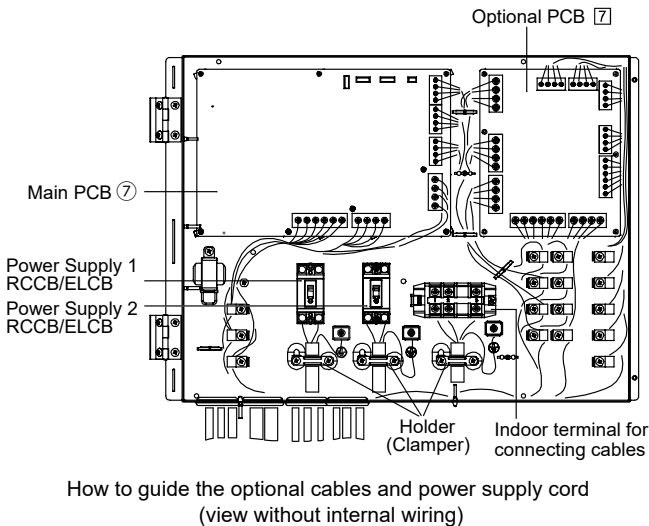 Optional PCB 7
Main PCB ⑦
Power Supply 1
RCCB/ELCB
Power Supply 2
RCCB/ELCB
Holder
(Clamper)
Indoor terminal for
connecting cables
How to guide the optional cables and power supply cord
(view without internal wiring)